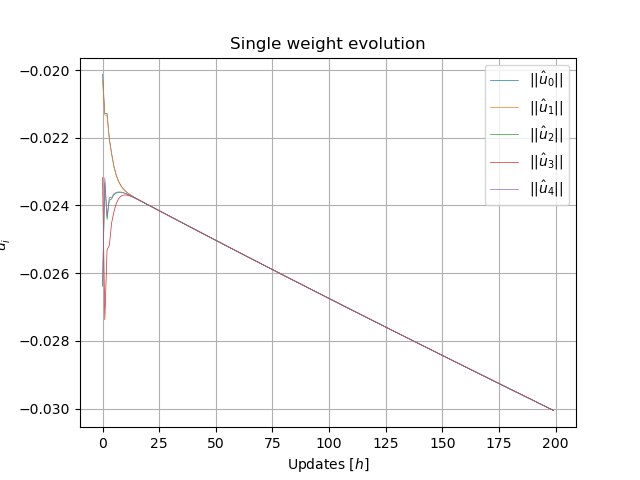 Single weight evolution
−0.020
−0.022
−0.024
−0.026
−0.028
−0.030
||û₀||
||û₁||
||û₂||
||û₃||
||û₄||
0 25 50 75 100 125 150 175 200
Updates [h]